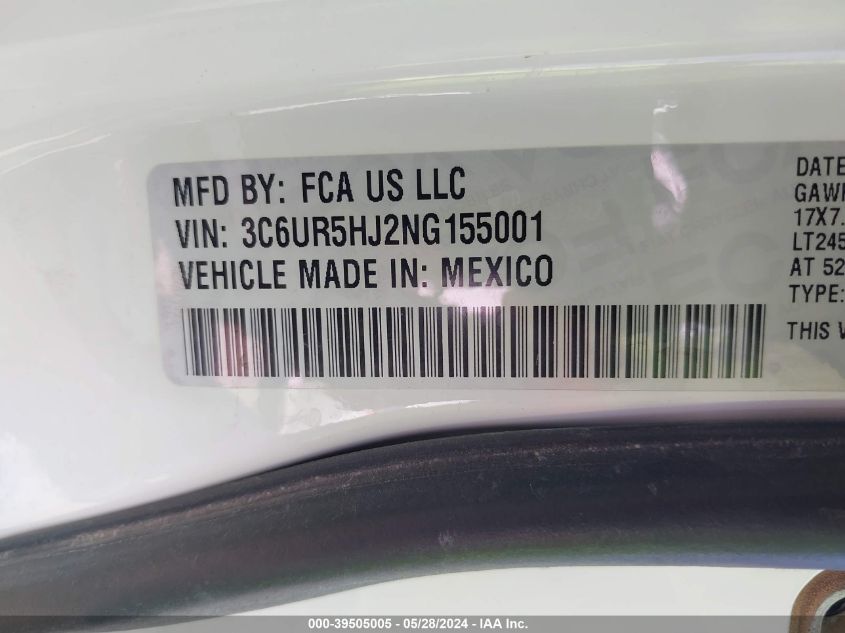 MFD BY: FCA US LLC
VIN: 3C6UR5HJ2NG155001
VEHICLE MADE IN: MEXICO
DATE
GAWR
17X7.
LT245
AT 52
TYPE:
THIS V
000-39505005 - 05/28/2024 - IAA Inc.